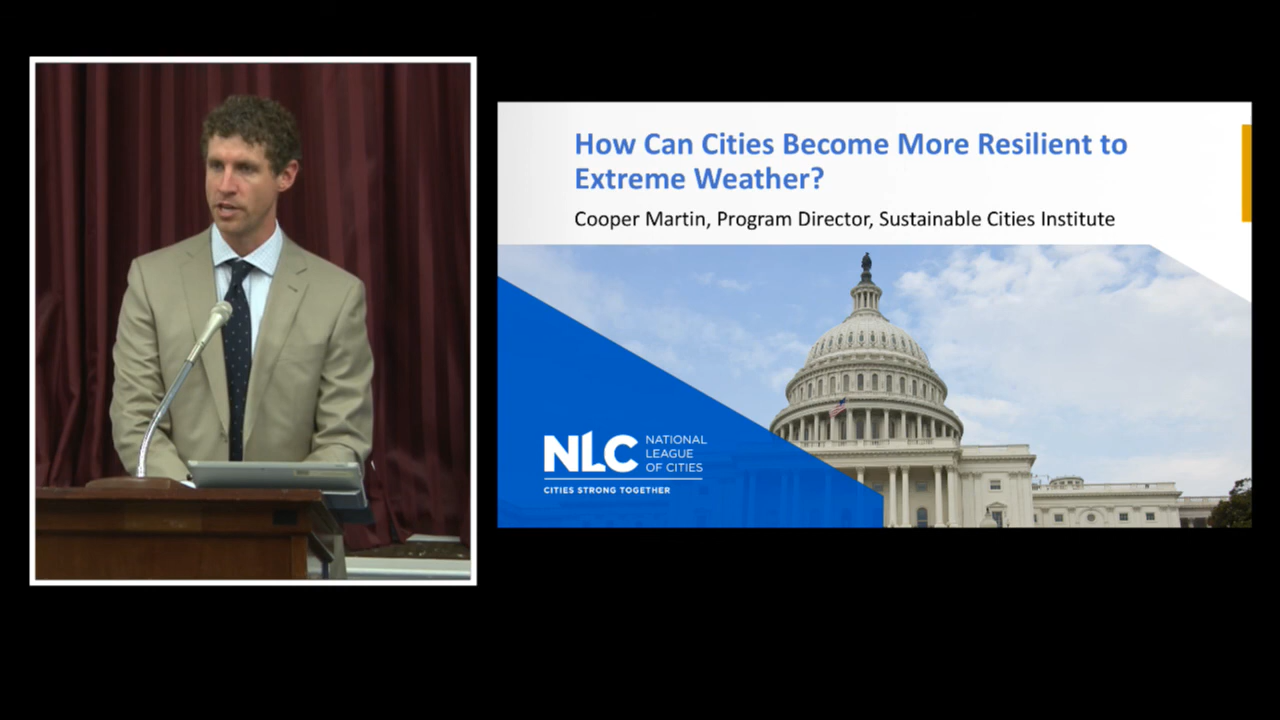 How Can Cities Become More Resilient to
Extreme Weather?
Cooper Martin, Program Director, Sustainable Cities Institute
NLC
NATIONAL
LEAGUE
OF CITIES
CITIES STRONG TOGETHER